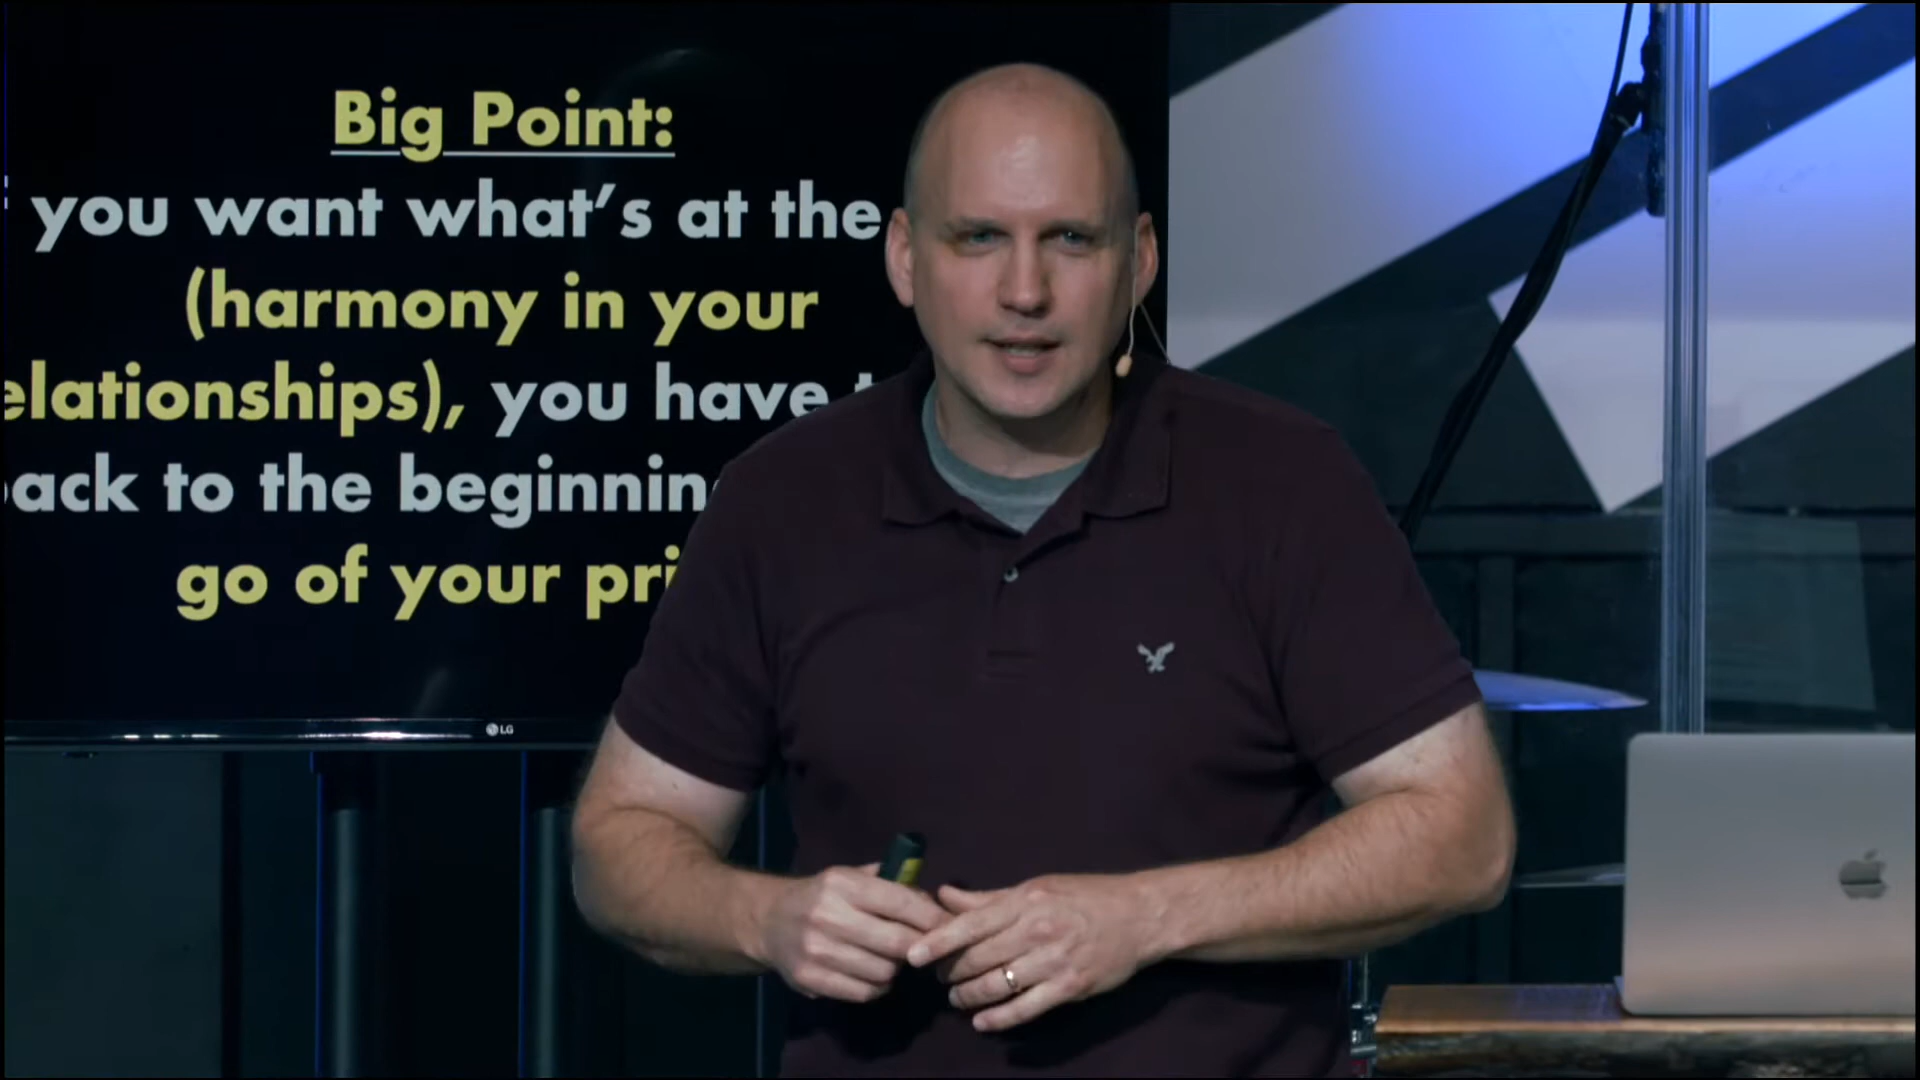 Big Point:
you want what's at the
(harmony in your
elationships), you have
ack to the beginnin
go of your pri
LG